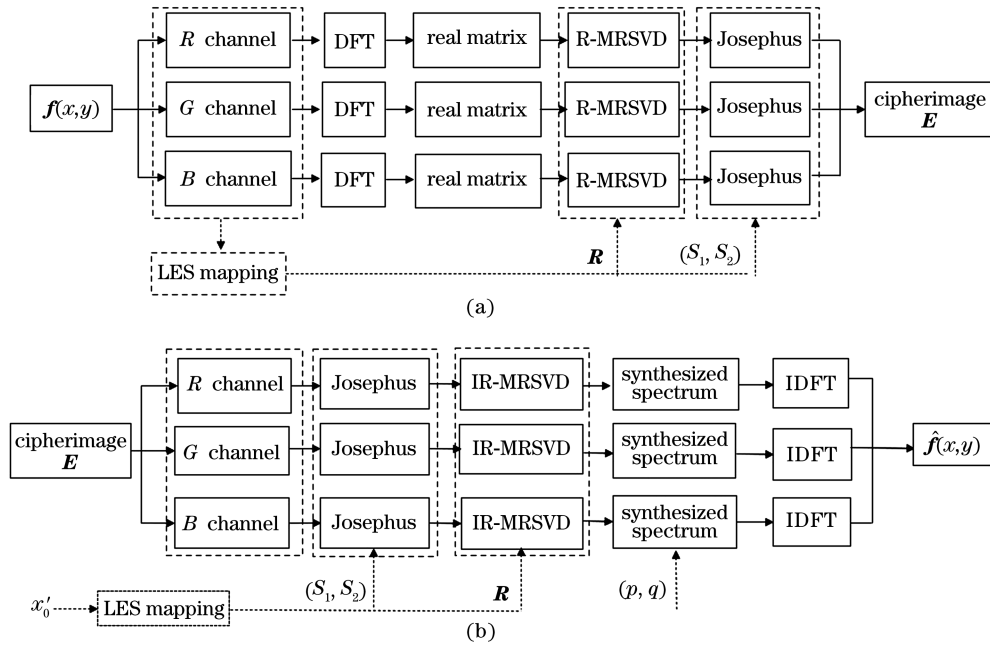 R channel DFT real matrix R-MRSVD Josephus
f(x,y) G channel DFT real matrix R-MRSVD Josephus cipherimage E
B channel DFT real matrix R-MRSVD Josephus
R (S₁, S₂)
LES mapping
(a)
R channel Josephus IR-MRSVD synthesized spectrum IDFT
cipherimage E G channel Josephus IR-MRSVD synthesized spectrum IDFT f̂(x,y)
B channel Josephus IR-MRSVD synthesized spectrum IDFT
(S₁, S₂) R (p, q)
x₀′ LES mapping
(b)